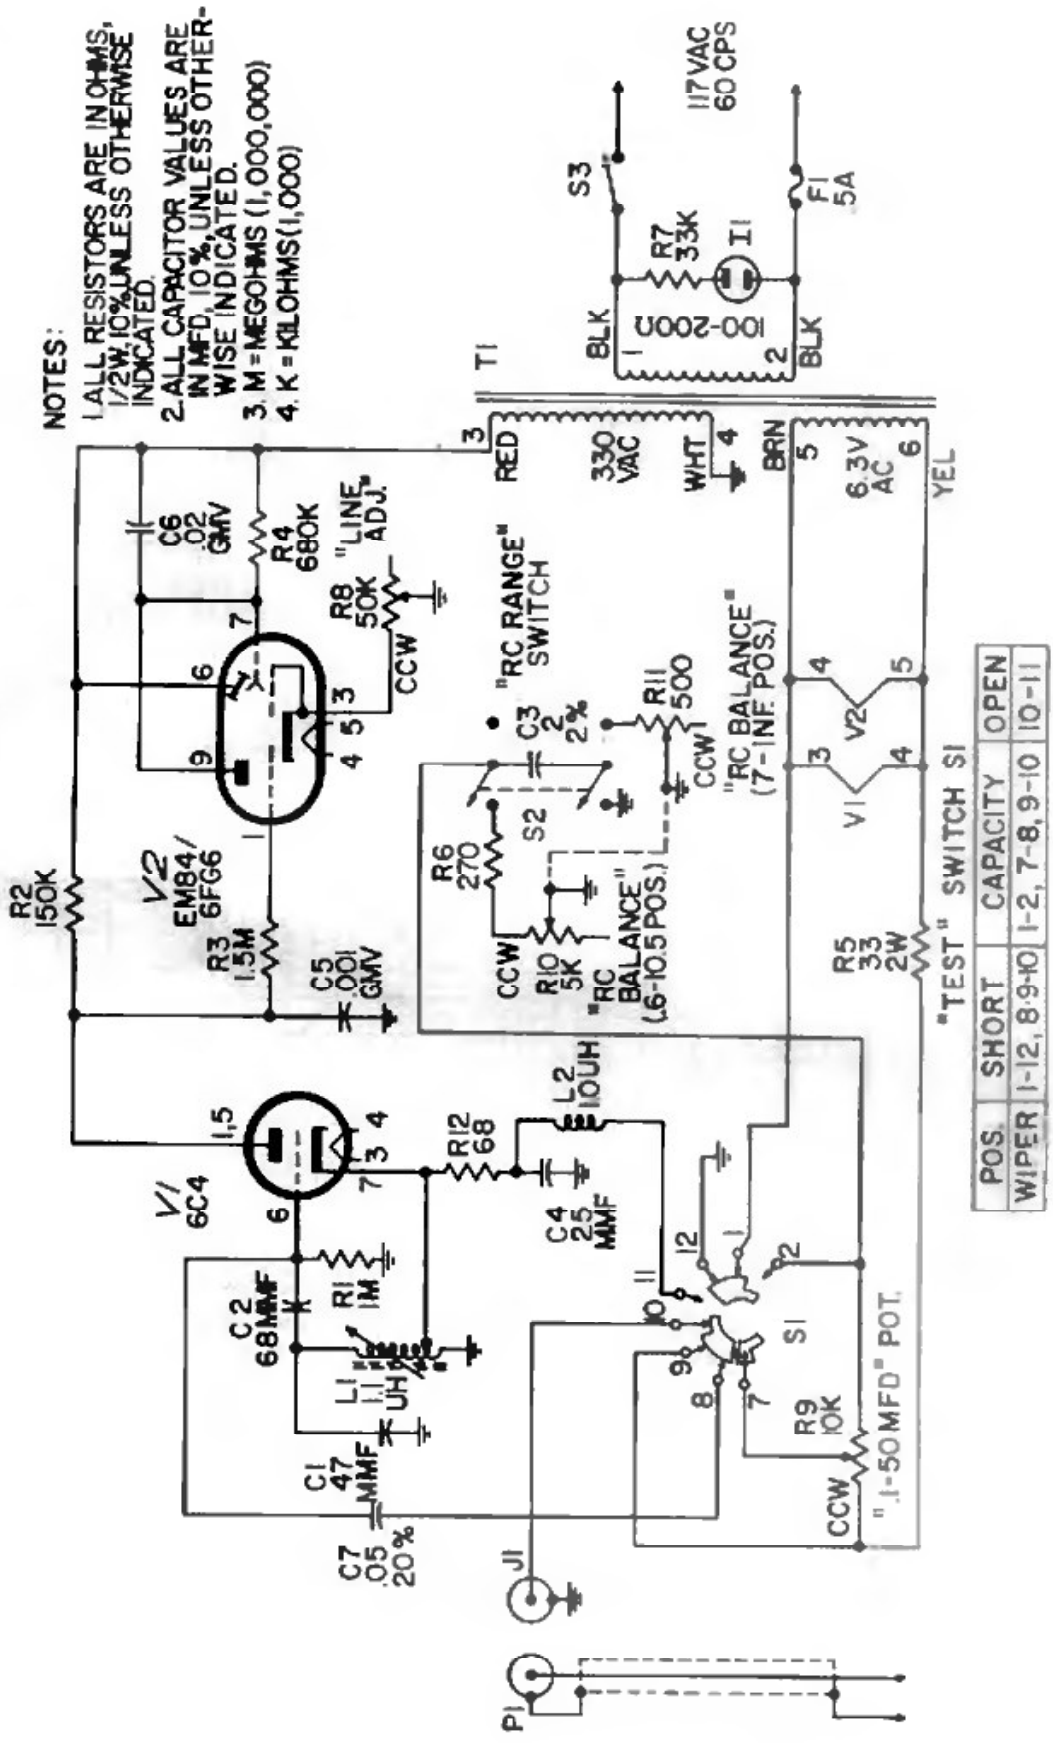 NOTES:
1. ALL RESISTORS ARE IN OHMS,
1/2W, 10% UNLESS OTHERWISE
INDICATED.
2. ALL CAPACITOR VALUES ARE
IN MFD, 10%, UNLESS OTHER-
WISE INDICATED.
3. M=MEGOHMS (1,000,000)
4. K=KILOHMS (1,000)
R2
150K
V2
EM84/
6FG6
R3
1.5M
C5
.001
GMV
1
9
6
7
3
5
4
C6
.02
GMV
R4
680K
R8
50K
"LINE
ADJ."
CCW
V1
6C4
1,5
6
7
3
4
C2
68MMF
R1
1M
L1
1.1
UH
C1
47
MMF
C7
.05
20%
R12
68
C4
25
MMF
L2
10UH
R6
270
S2
C3
2
2%
"RC RANGE"
SWITCH
CCW
R10
5K
"RC
BALANCE"
(.6-10.5 POS.)
R11
500
CCW
"RC BALANCE"
(7-INF. POS.)
T1
3
RED
330
VAC
WHT
4
BRN
5
6.3V
AC
6
YEL
BLK
1
100-200Ω
2
BLK
R7
33K
I1
S3
F1
.5A
117VAC
60 CPS
V1
3
4
V2
4
5
R5
33
2W
J1
P1
10
11
12
1
2
9
8
7
S1
R9
10K
CCW
".1-50MFD" POT.
"TEST" SWITCH S1
POS. SHORT CAPACITY OPEN
WIPER 1-12, 8-9-10 1-2, 7-8, 9-10 10-11